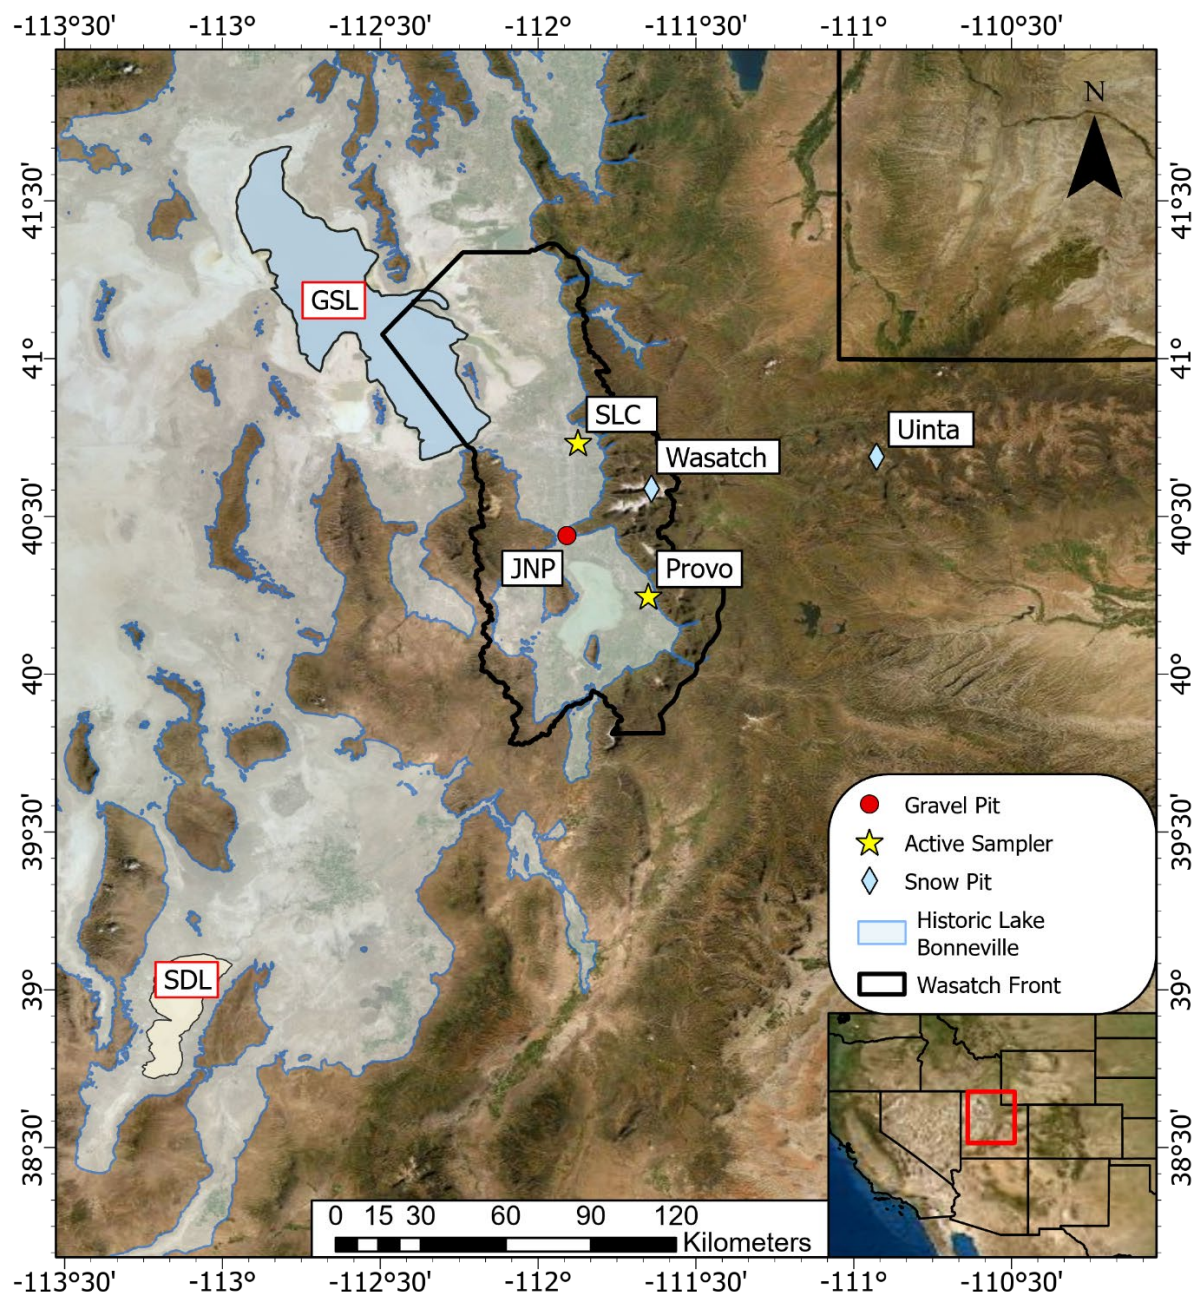 -113°30' -113° -112°30' -112° -111°30' -111° -110°30'
N
41°30' 41°30'
GSL
41° 41°
SLC
Uinta
Wasatch
40°30' 40°30'
JNP Provo
40° 40°
Gravel Pit
39°30' 39°30'
Active Sampler
Snow Pit
Historic Lake
Bonneville
SDL
39° 39°
Wasatch Front
38°30' 38°30'
0 15 30 60 90 120
Kilometers
-113°30' -113° -112°30' -112° -111°30' -111° -110°30'